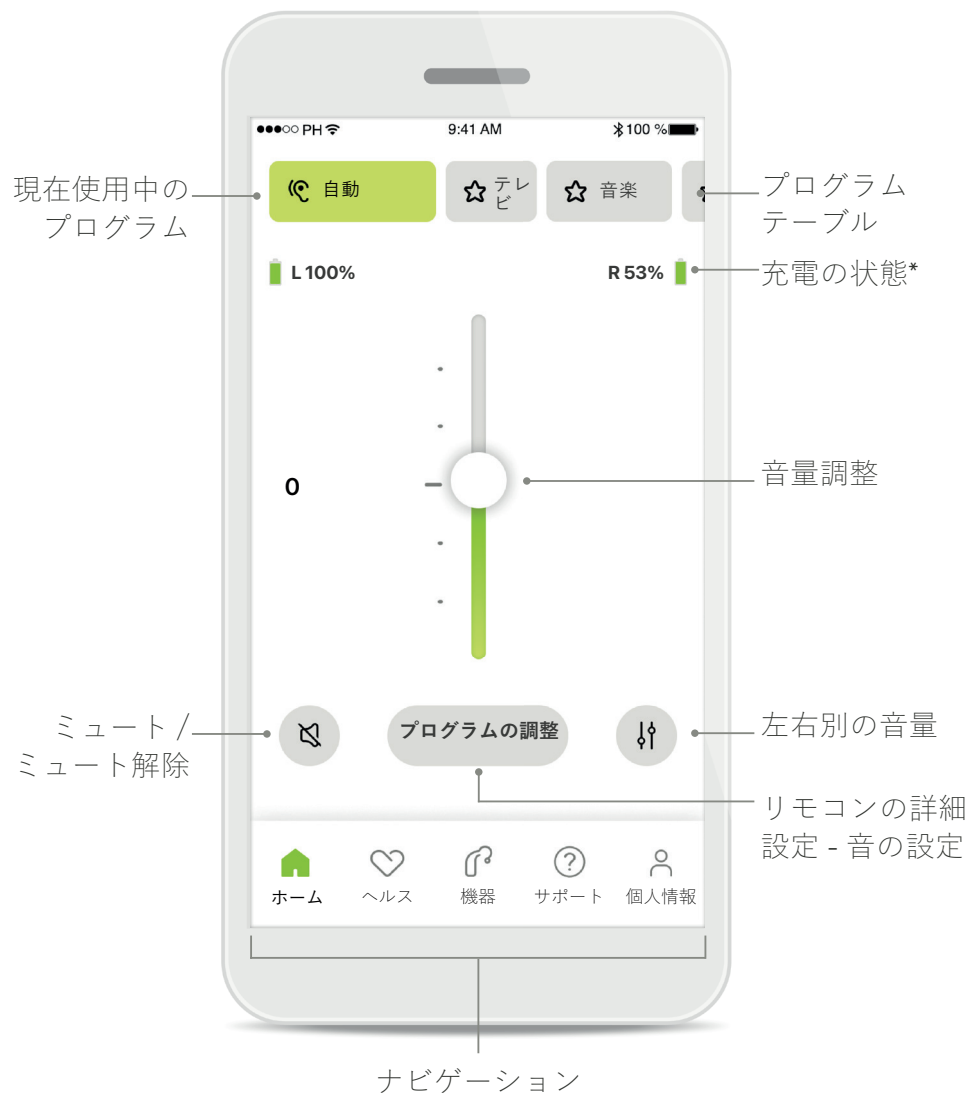 PH 9:41 AM 100 %
現在使用中の
プログラム
自動
テレ
ビ
音楽
プログラム
テーブル
L 100%
R 53%
充電の状態*
0
音量調整
ミュート /
ミュート解除
プログラムの調整
左右別の音量
リモコンの詳細
設定 - 音の設定
ホーム ヘルス 機器 サポート 個人情報
ナビゲーション